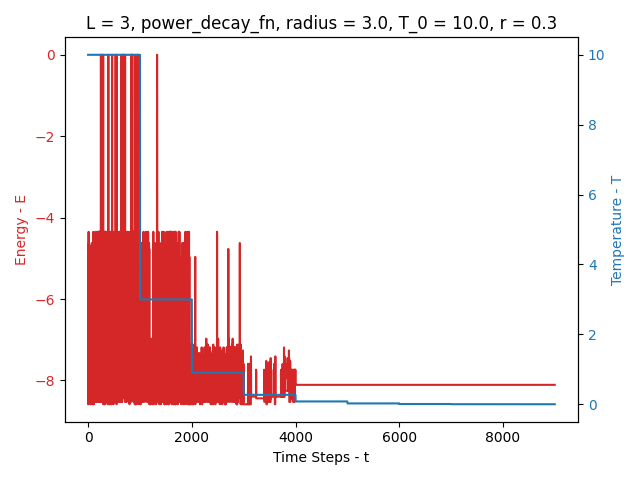 L = 3, power_decay_fn, radius = 3.0, T_0 = 10.0, r = 0.3
0
−2
−4
−6
−8
Energy - E
10
8
6
4
2
0
Temperature - T
0 2000 4000 6000 8000
Time Steps - t